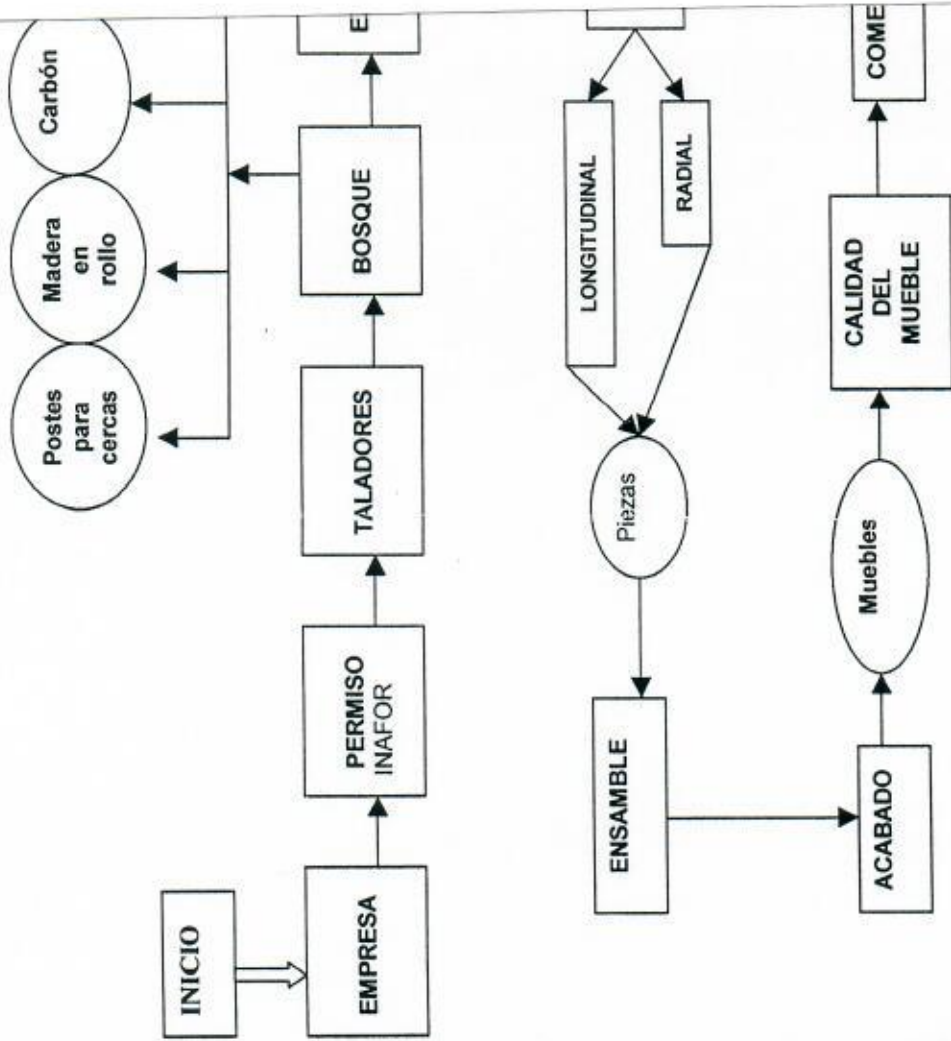 Postes
para
cercas
Madera
en
rollo
Carbón
INICIO
EMPRESA
PERMISO
INAFOR
TALADORES
BOSQUE
E
LONGITUDINAL
RADIAL
Piezas
ENSAMBLE
ACABADO
Muebles
CALIDAD
DEL
MUEBLE
COME